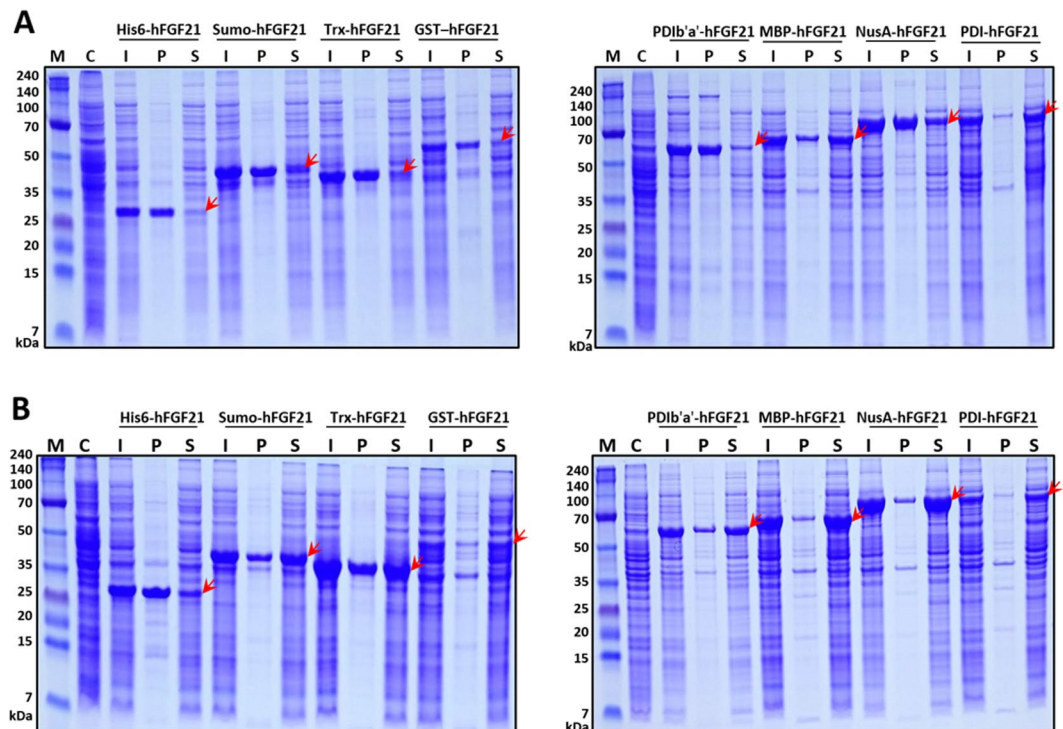 A
His6-hFGF21 Sumo-hFGF21 Trx-hFGF21 GST–hFGF21
M C I P S I P S I P S I P S
240
140
100
70
50
35
25
20
15
7
kDa
PDIb'a'-hFGF21 MBP-hFGF21 NusA-hFGF21 PDI-hFGF21
M C I P S I P S I P S I P S
240
140
100
70
50
35
25
20
15
7
kDa
B
His6-hFGF21 Sumo-hFGF21 Trx-hFGF21 GST-hFGF21
M C I P S I P S I P S I P S
240
140
100
70
50
35
25
20
15
7
kDa
PDIb'a'-hFGF21 MBP-hFGF21 NusA-hFGF21 PDI-hFGF21
M C I P S I P S I P S I P S
240
140
100
70
50
35
25
20
15
7
kDa